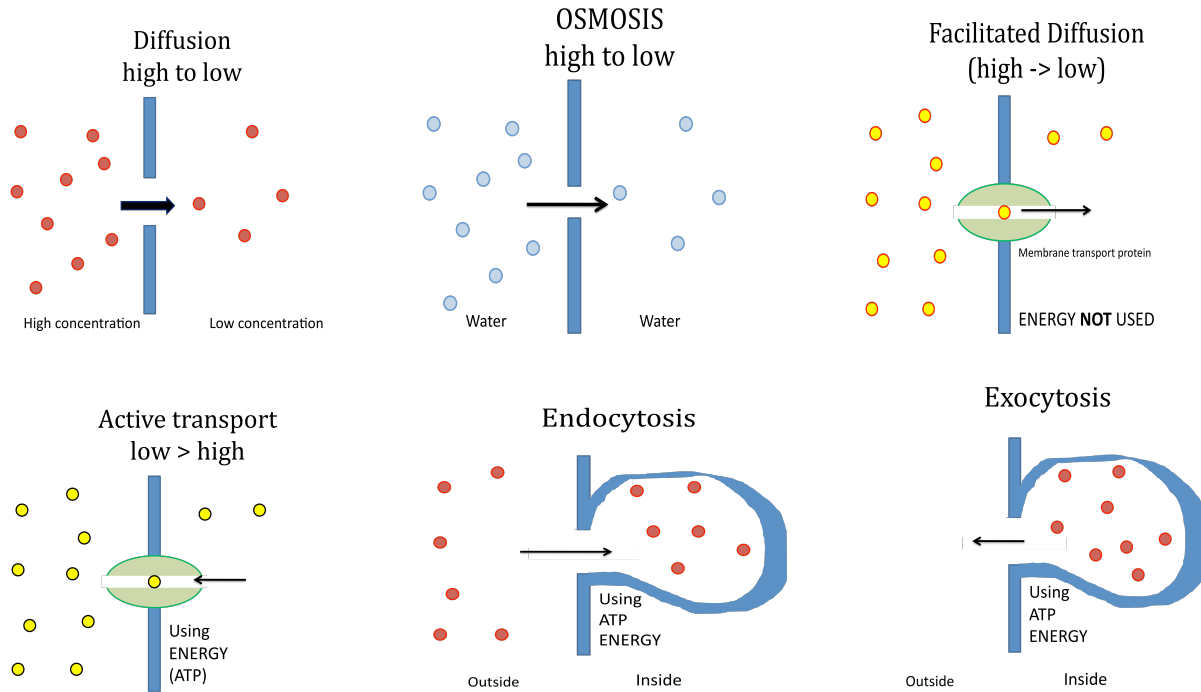 Diffusion
high to low
High concentration
Low concentration
OSMOSIS
high to low
Water
Water
Facilitated Diffusion
(high -> low)
Membrane transport protein
ENERGY NOT USED
Active transport
low > high
Using
ENERGY
(ATP)
Endocytosis
Using
ATP
ENERGY
Outside
Inside
Exocytosis
Using
ATP
ENERGY
Outside
Inside